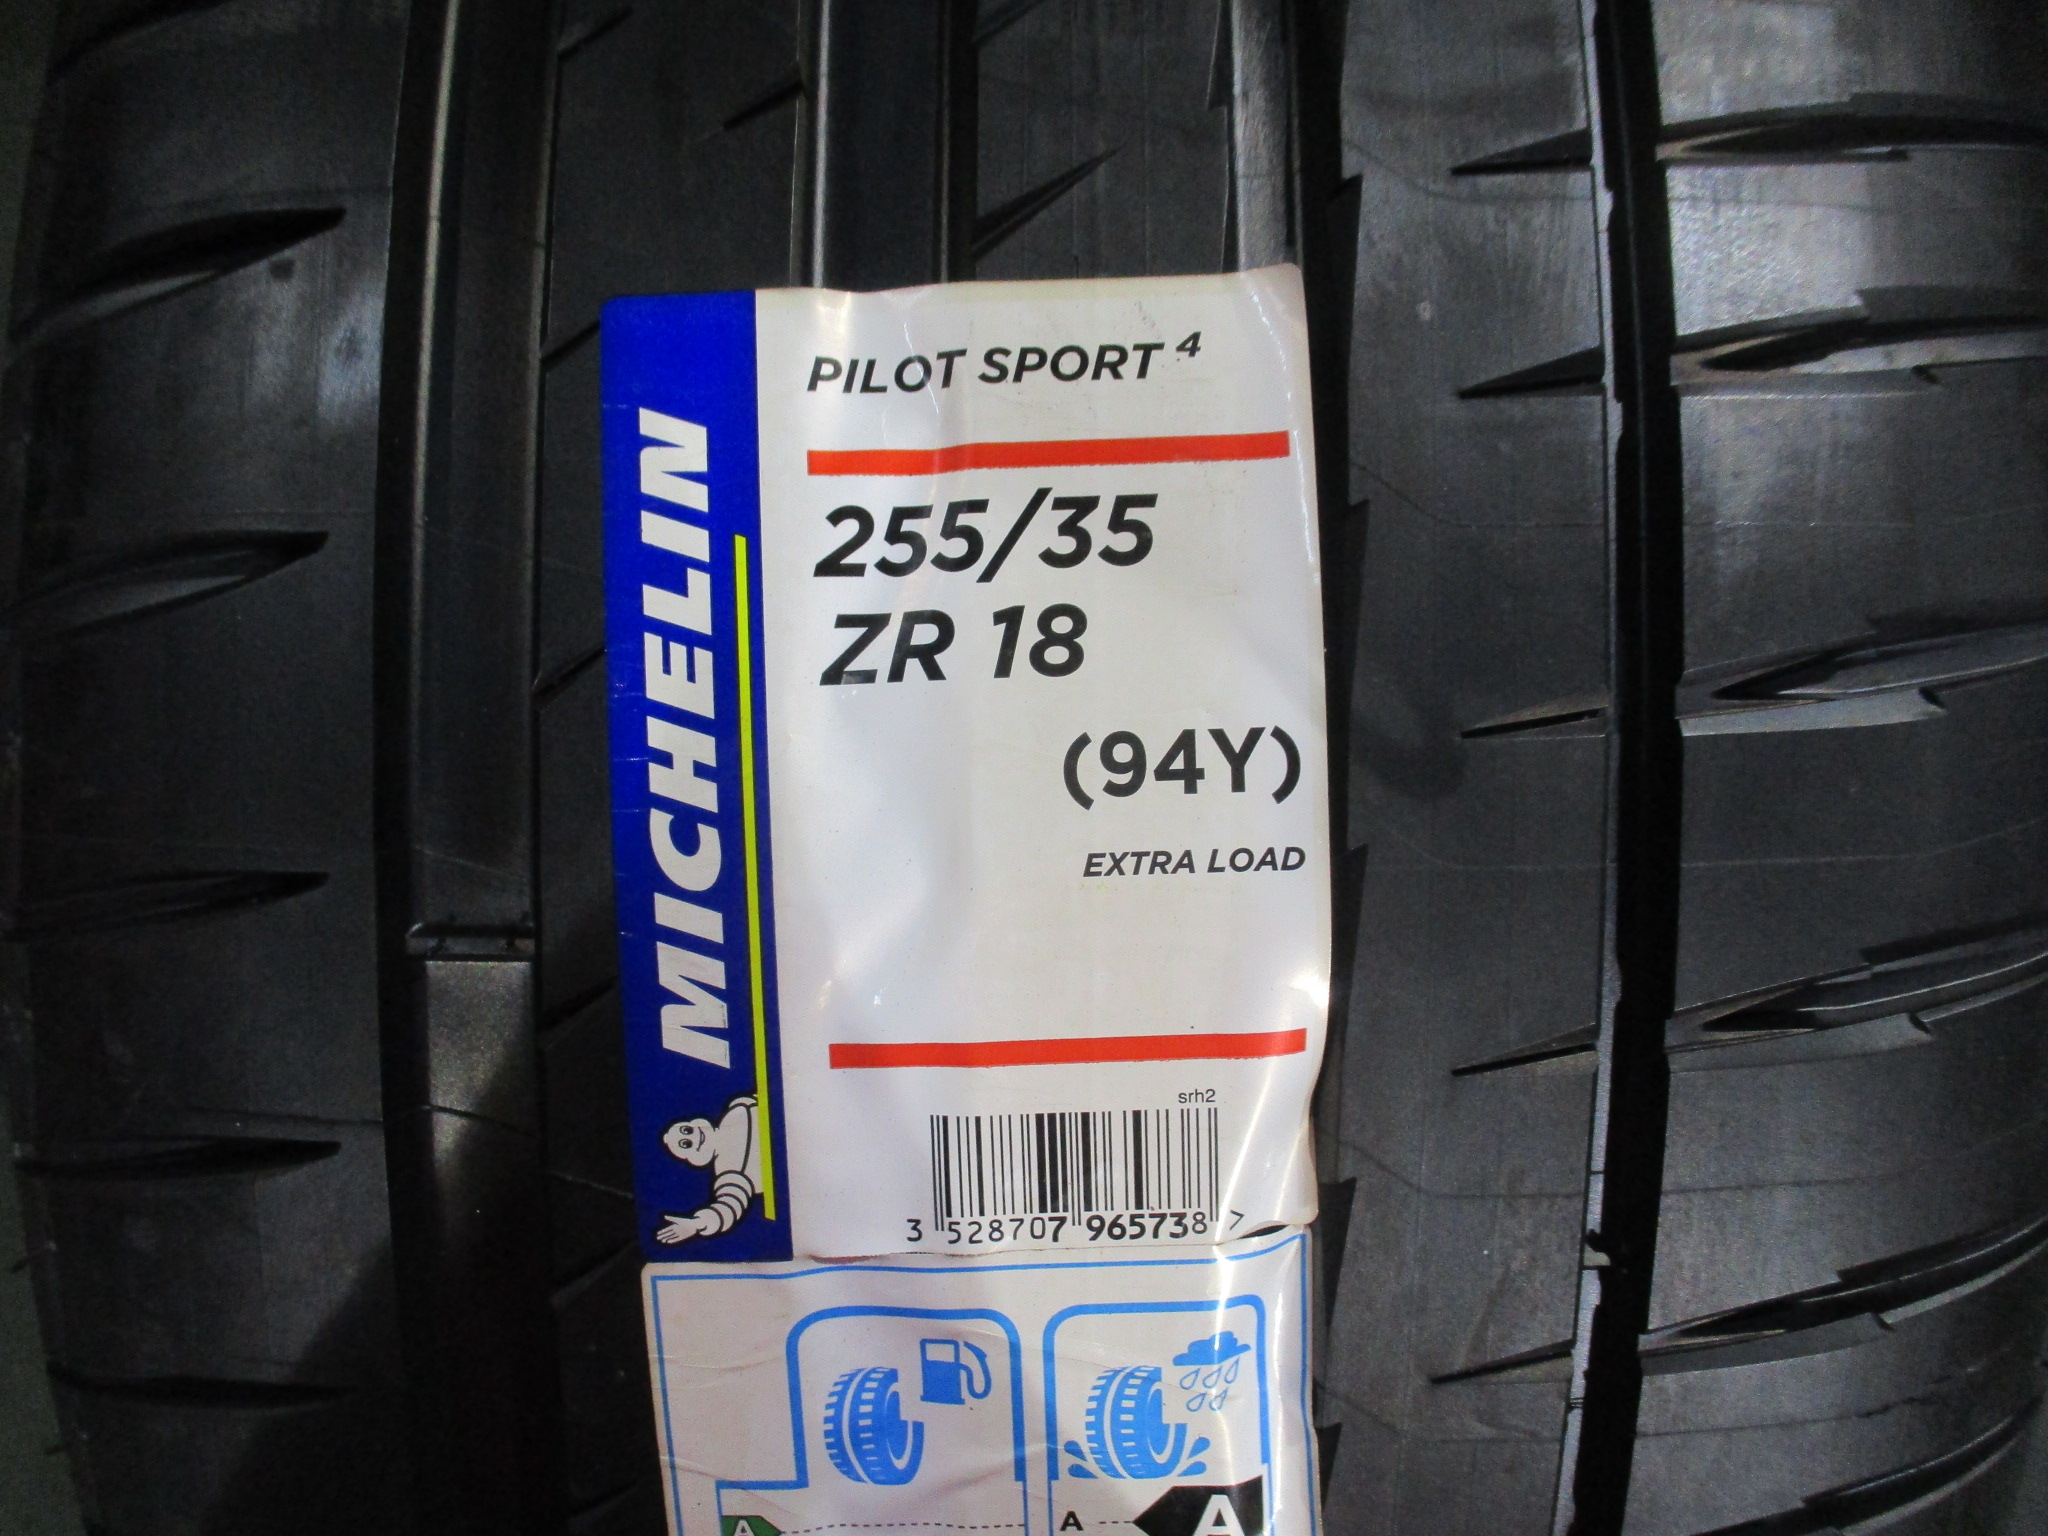 MICHELIN
PILOT SPORT 4
255/35
ZR 18
(94Y)
EXTRA LOAD
srh2
3 528707 965738 7
A
A A